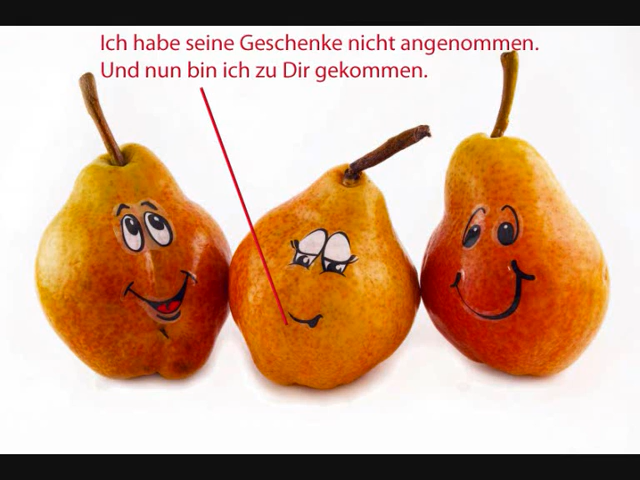 Ich habe seine Geschenke nicht angenommen.
Und nun bin ich zu Dir gekommen.